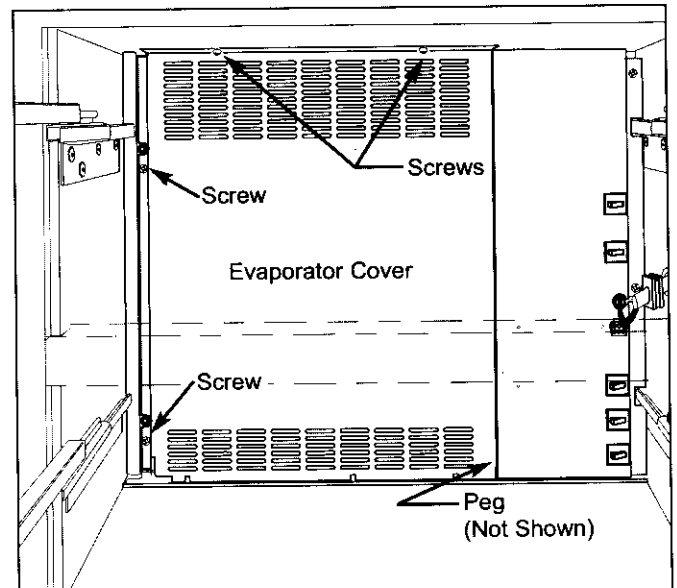 Screws
Screw
Evaporator Cover
Screw
Peg
(Not Shown)